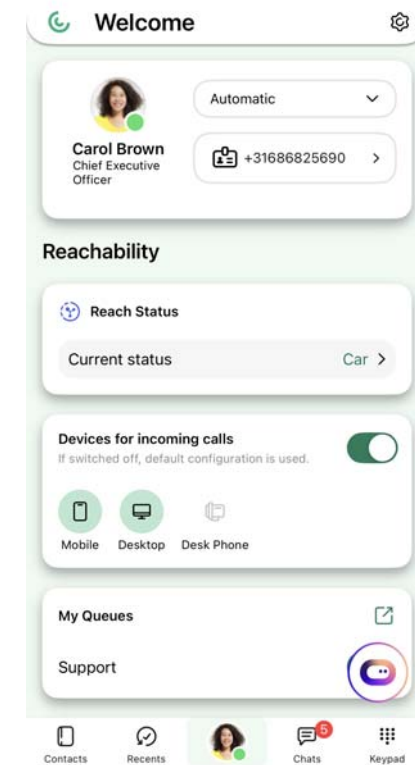 Welcome
Automatic
Carol Brown
Chief Executive
Officer
+31686825690
Reachability
Reach Status
Current status
Car
Devices for incoming calls
If switched off, default configuration is used.
Mobile
Desktop
Desk Phone
My Queues
Support
5
Contacts
Recents
Chats
Keypad